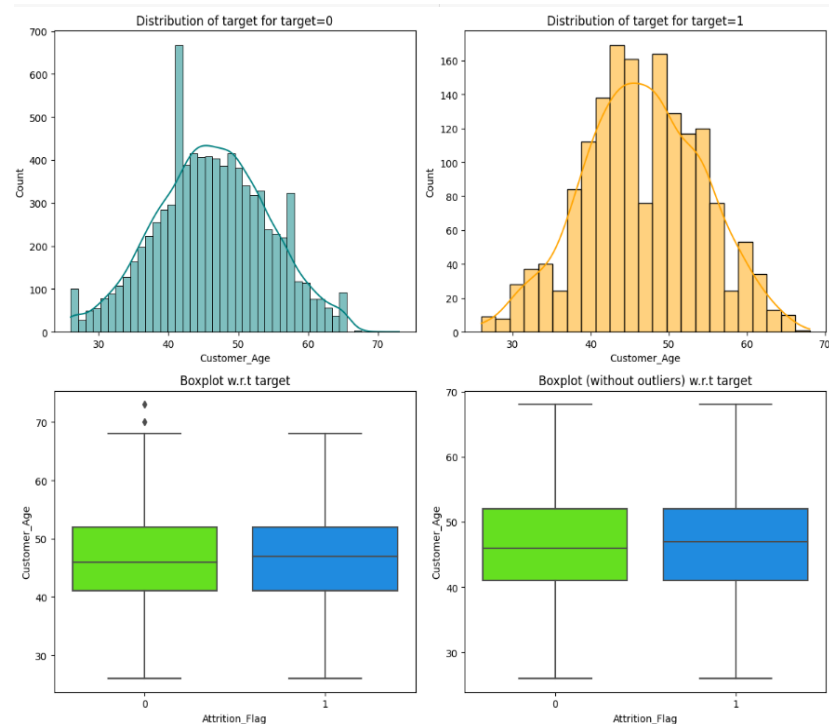 Distribution of target for target=0
700
600
500
400
300
200
100
0
Count
30 40 50 60 70
Customer_Age
Distribution of target for target=1
160
140
120
100
80
60
40
20
0
Count
30 40 50 60 70
Customer_Age
Boxplot w.r.t target
70
60
50
40
30
Customer_Age
0 1
Attrition_Flag
Boxplot (without outliers) w.r.t target
70
60
50
40
30
Customer_Age
0 1
Attrition_Flag